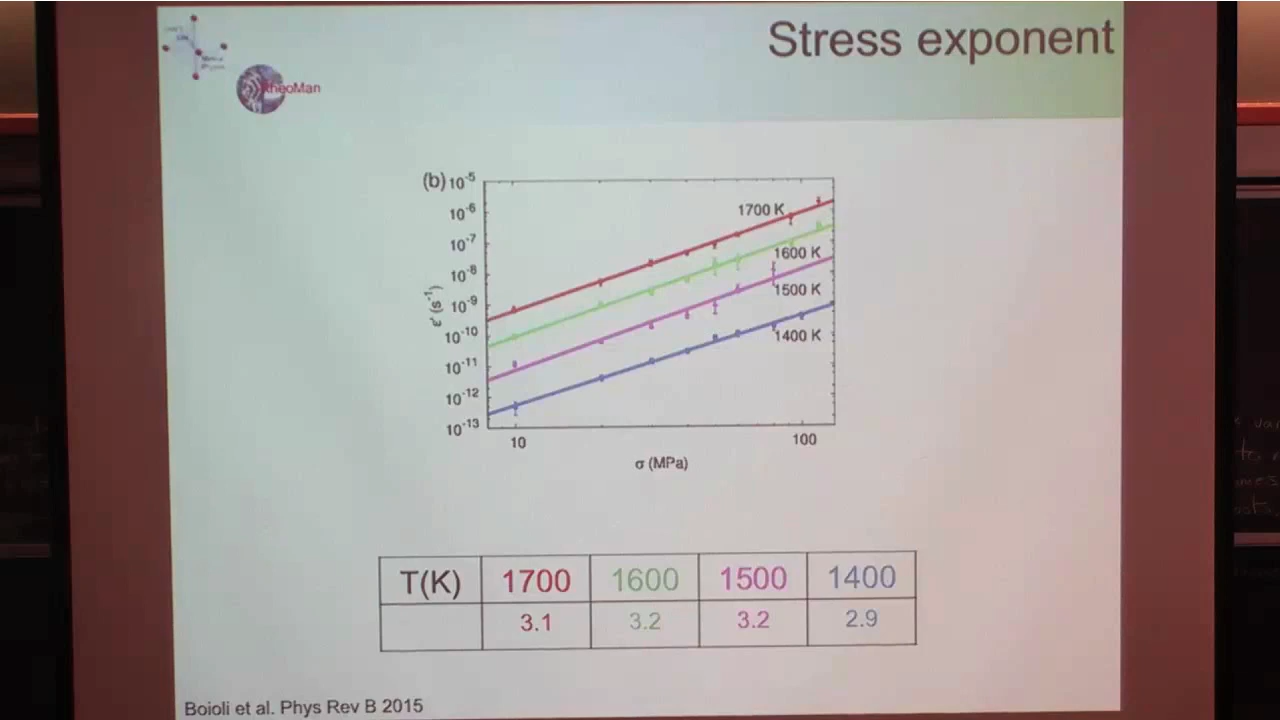 Stress exponent
RheoMan
(b)
10-5
10-6
10-7
10-8
10-9
10-10
10-11
10-12
10-13
ε' (s-1)
1700 K
1600 K
1500 K
1400 K
10 100
σ (MPa)
T(K) 1700 1600 1500 1400
3.1 3.2 3.2 2.9
Boioli et al. Phys Rev B 2015